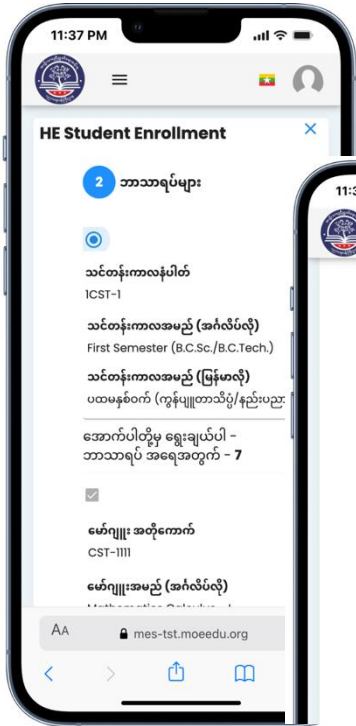 11:37 PM
HE Student Enrollment
2 ဘာသာရပ်များ
သင်တန်းကာလနံပါတ်
1CST-1
သင်တန်းကာလအမည် (အင်္ဂလိပ်လို)
First Semester (B.C.Sc./B.C.Tech.)
သင်တန်းကာလအမည် (မြန်မာလို)
ပထမနှစ်ဝက် (ကွန်ပျူတာသိပ္ပံ/နည်းပညာ
အောက်ပါတို့မှ ရွေးချယ်ပါ –
ဘာသာရပ် အရေအတွက် – 7
မော်ဂျူး အတိုကောက်
CST-1111
မော်ဂျူးအမည် (အင်္ဂလိပ်လို)
AA mes-tst.moeedu.org